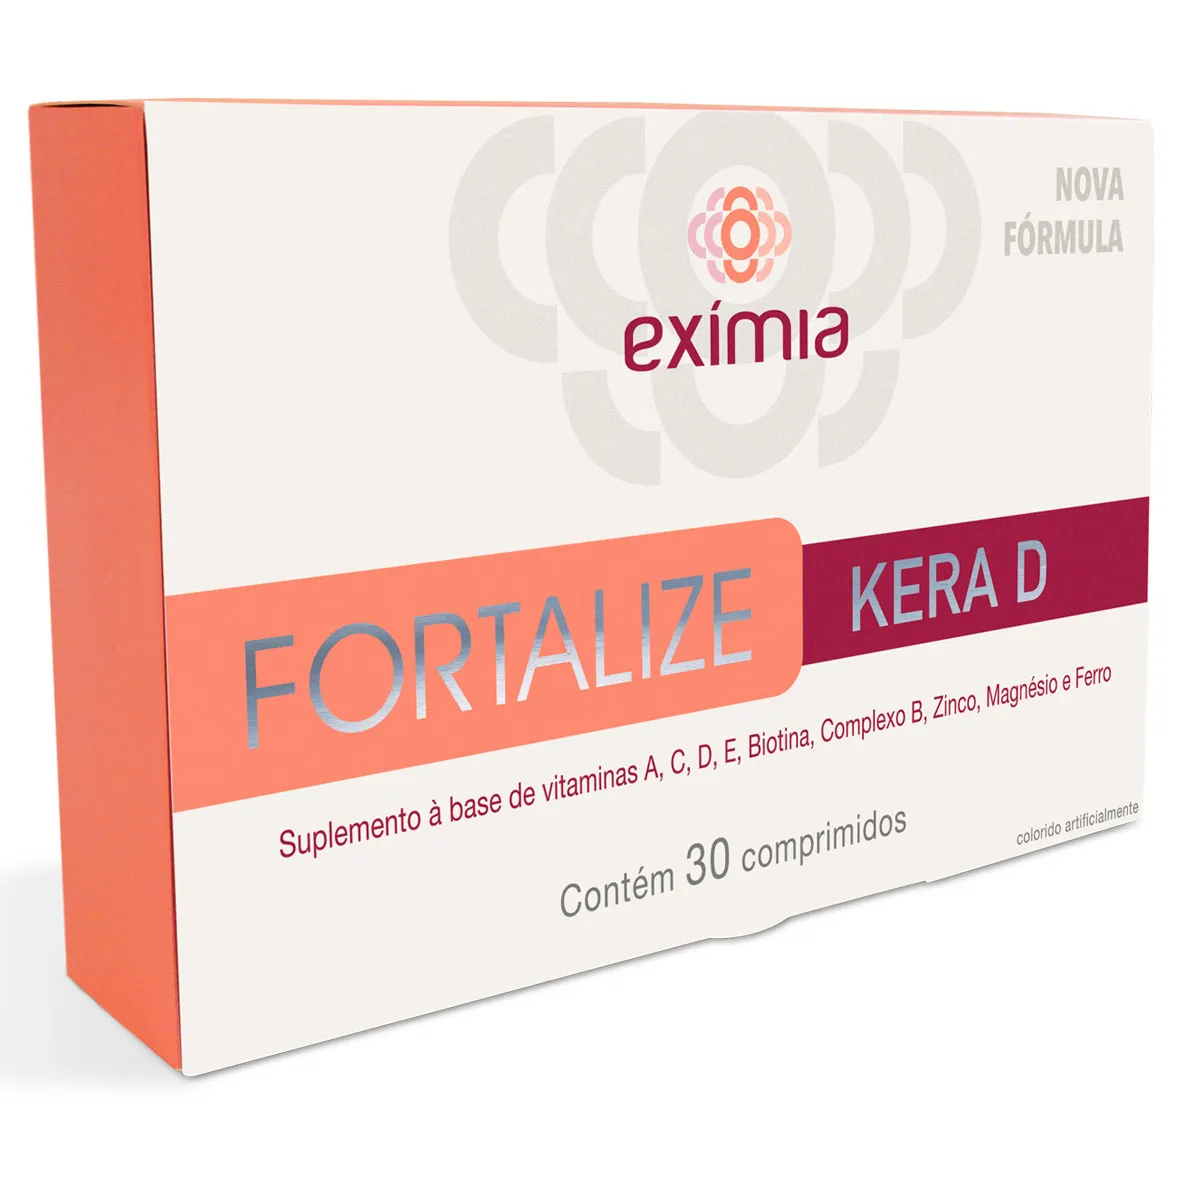 NOVA
FÓRMULA
exímia
FORTALIZE
KERA D
Suplemento à base de vitaminas A, C, D, E, Biotina, Complexo B, Zinco, Magnésio e Ferro
Contém 30 comprimidos
colorido artificialmente